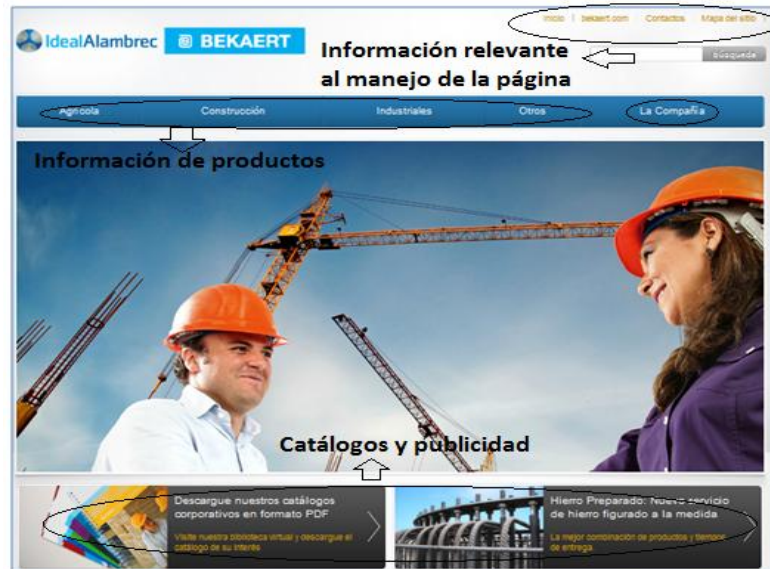 Inicio | bekaert.com Contactos Mapa del sitio
IdealAlambrec BEKAERT
búsqueda
Información relevante
al manejo de la página
Agrícola Construcción Industriales Otros La Compañía
Información de productos
Catálogos y publicidad
Descargue nuestros catálogos
corporativos en formato PDF
Visite nuestra biblioteca virtual y descargue el
catálogo de su interés
Hierro Preparado: Nuevo servicio
de hierro figurado a la medida
La mejor combinación de productos y tiempos
de entrega.